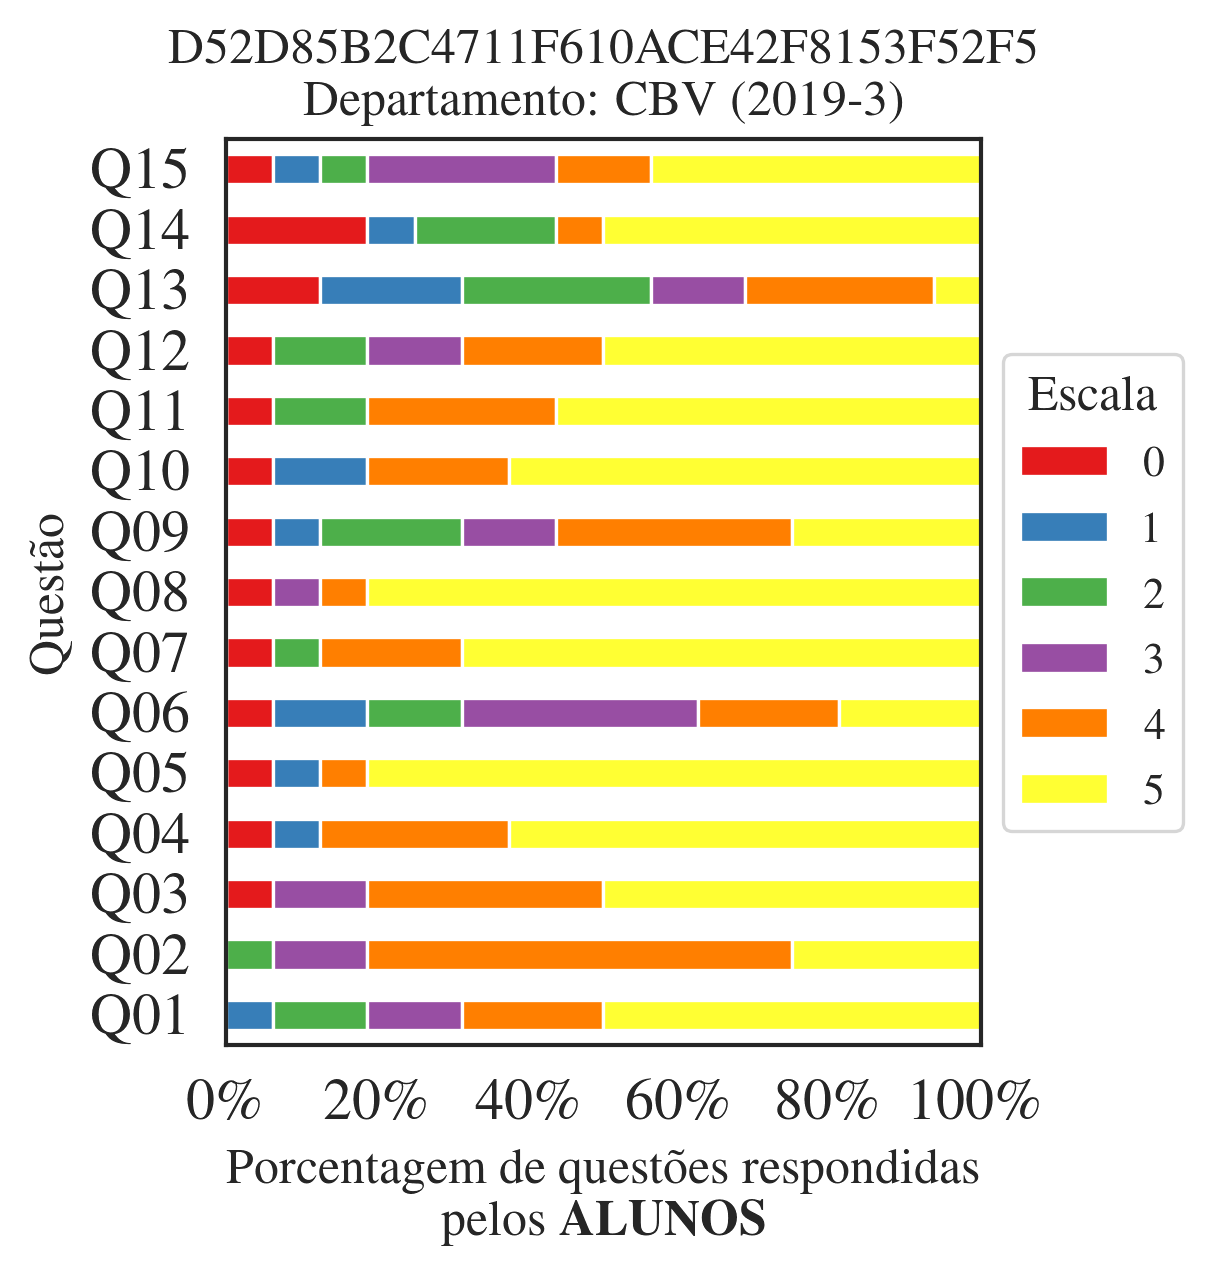 D52D85B2C4711F610ACE42F8153F52F5
Departamento: CBV (2019-3)
Q15
Q14
Q13
Q12
Q11
Q10
Q09
Q08
Q07
Q06
Q05
Q04
Q03
Q02
Q01
Questão
0% 20% 40% 60% 80% 100%
Porcentagem de questões respondidas
pelos ALUNOS
Escala
0
1
2
3
4
5